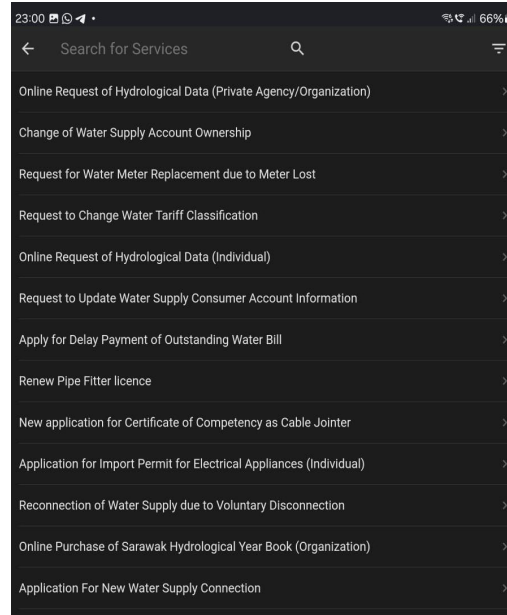 23:00
66%
Search for Services
Online Request of Hydrological Data (Private Agency/Organization)
Change of Water Supply Account Ownership
Request for Water Meter Replacement due to Meter Lost
Request to Change Water Tariff Classification
Online Request of Hydrological Data (Individual)
Request to Update Water Supply Consumer Account Information
Apply for Delay Payment of Outstanding Water Bill
Renew Pipe Fitter licence
New application for Certificate of Competency as Cable Jointer
Application for Import Permit for Electrical Appliances (Individual)
Reconnection of Water Supply due to Voluntary Disconnection
Online Purchase of Sarawak Hydrological Year Book (Organization)
Application For New Water Supply Connection